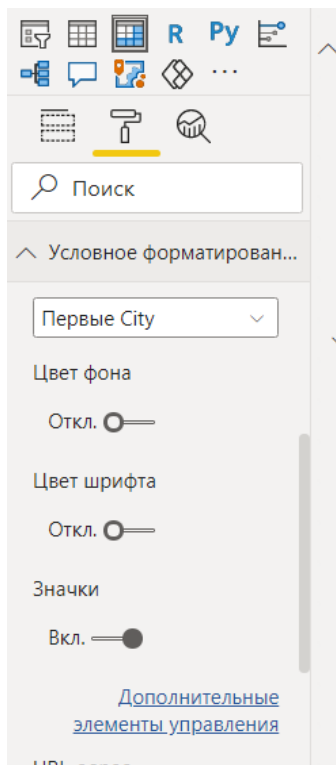 R Py
Поиск
Условное форматирован...
Первые City
Цвет фона
Откл.
Цвет шрифта
Откл.
Значки
Вкл.
Дополнительные
элементы управления